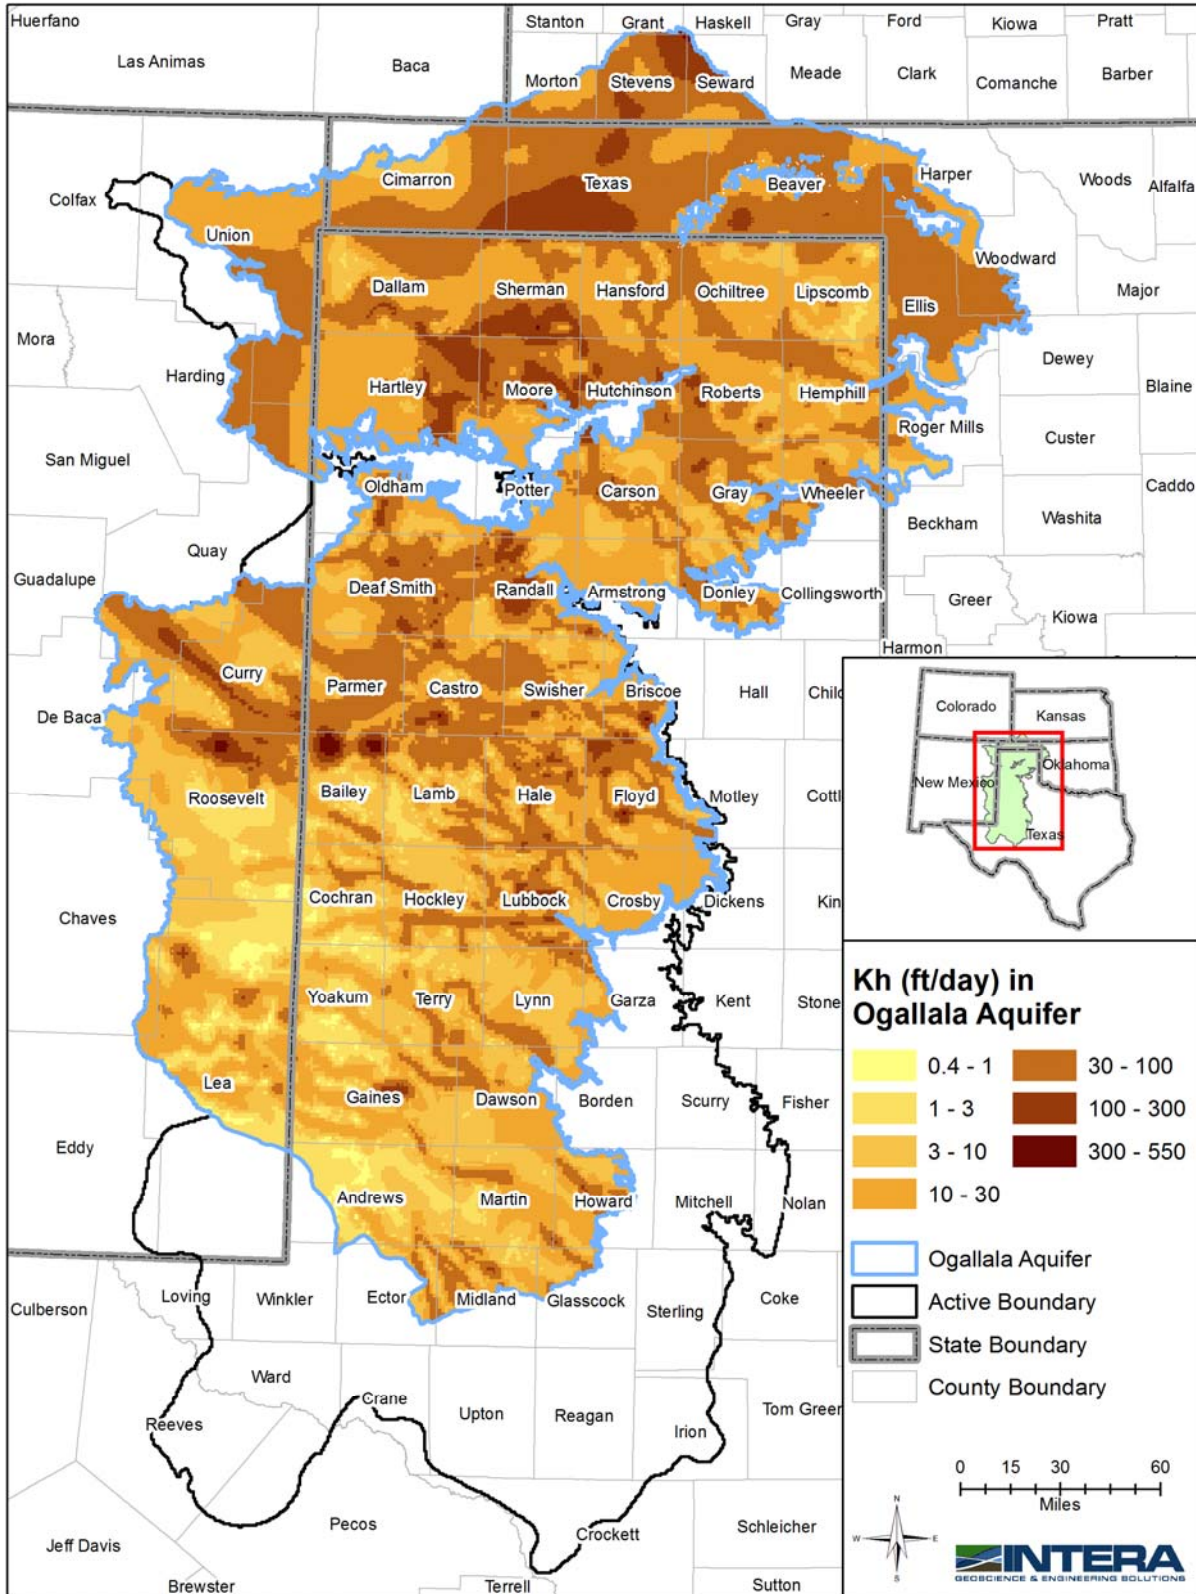 Huerfano
Stanton
Grant
Haskell
Gray
Ford
Kiowa
Pratt
Las Animas
Baca
Morton
Stevens
Seward
Meade
Clark
Comanche
Barber
Colfax
Union
Cimarron
Texas
Beaver
Harper
Woods
Alfalfa
Woodward
Major
Dallam
Sherman
Hansford
Ochiltree
Lipscomb
Ellis
Mora
Harding
Hartley
Moore
Hutchinson
Roberts
Hemphill
Dewey
Blaine
Roger Mills
Custer
San Miguel
Oldham
Potter
Carson
Gray
Wheeler
Caddo
Beckham
Washita
Quay
Guadalupe
Deaf Smith
Randall
Armstrong
Donley
Collingsworth
Greer
Kiowa
Harmon
Curry
Parmer
Castro
Swisher
Briscoe
Hall
Chilc
De Baca
Roosevelt
Bailey
Lamb
Hale
Floyd
Motley
Cottl
Chaves
Cochran
Hockley
Lubbock
Crosby
Dickens
Kin
Yoakum
Terry
Lynn
Garza
Kent
Stone
Lea
Gaines
Dawson
Borden
Scurry
Fisher
Eddy
Andrews
Martin
Howard
Mitchell
Nolan
Culberson
Loving
Winkler
Ector
Midland
Glasscock
Sterling
Coke
Ward
Crane
Upton
Reagan
Tom Green
Reeves
Irion
Pecos
Crockett
Schleicher
Jeff Davis
Brewster
Terrell
Sutton
Colorado
Kansas
New Mexico
Oklahoma
Texas
Kh (ft/day) in
Ogallala Aquifer
0.4 - 1
30 - 100
1 - 3
100 - 300
3 - 10
300 - 550
10 - 30
Ogallala Aquifer
Active Boundary
State Boundary
County Boundary
0 15 30 60
Miles
N
W
E
S
INTERA
GEOSCIENCE & ENGINEERING SOLUTIONS